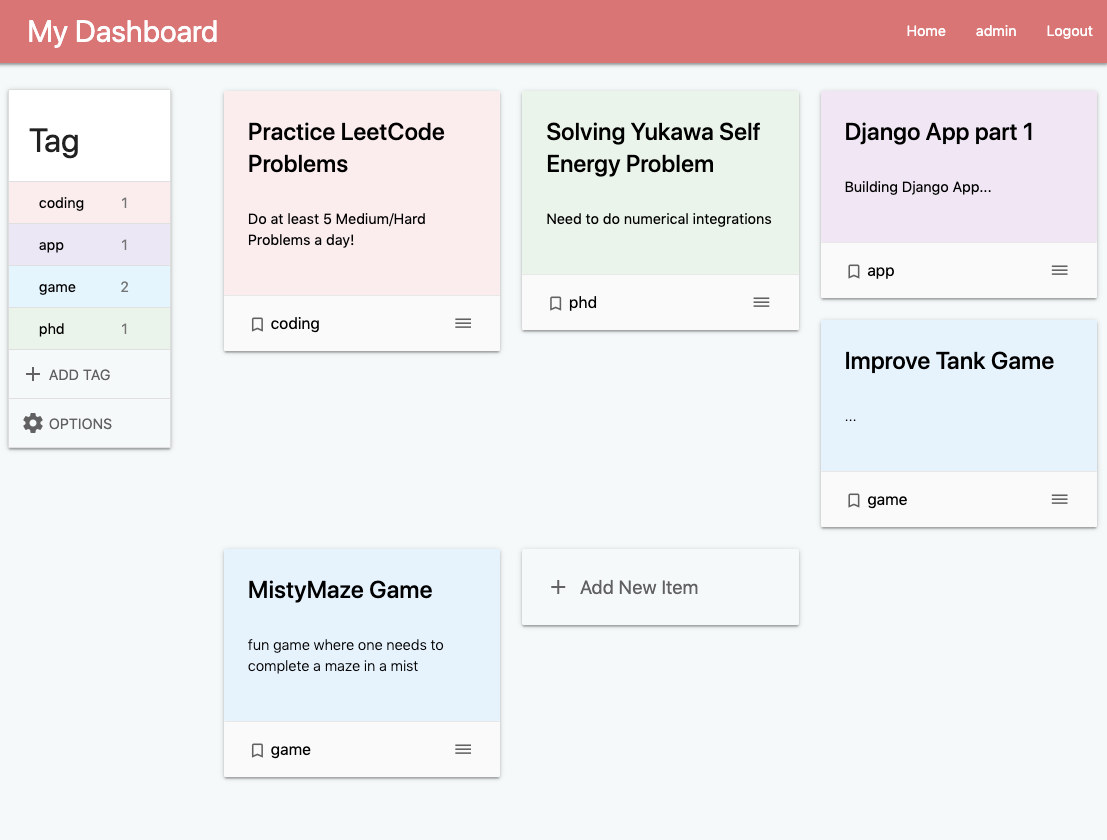 My Dashboard
Home
admin
Logout
Tag
coding 1
app 1
game 2
phd 1
ADD TAG
OPTIONS
Practice LeetCode
Problems
Do at least 5 Medium/Hard
Problems a day!
coding
Solving Yukawa Self
Energy Problem
Need to do numerical integrations
phd
Django App part 1
Building Django App...
app
Improve Tank Game
...
game
MistyMaze Game
fun game where one needs to
complete a maze in a mist
game
Add New Item